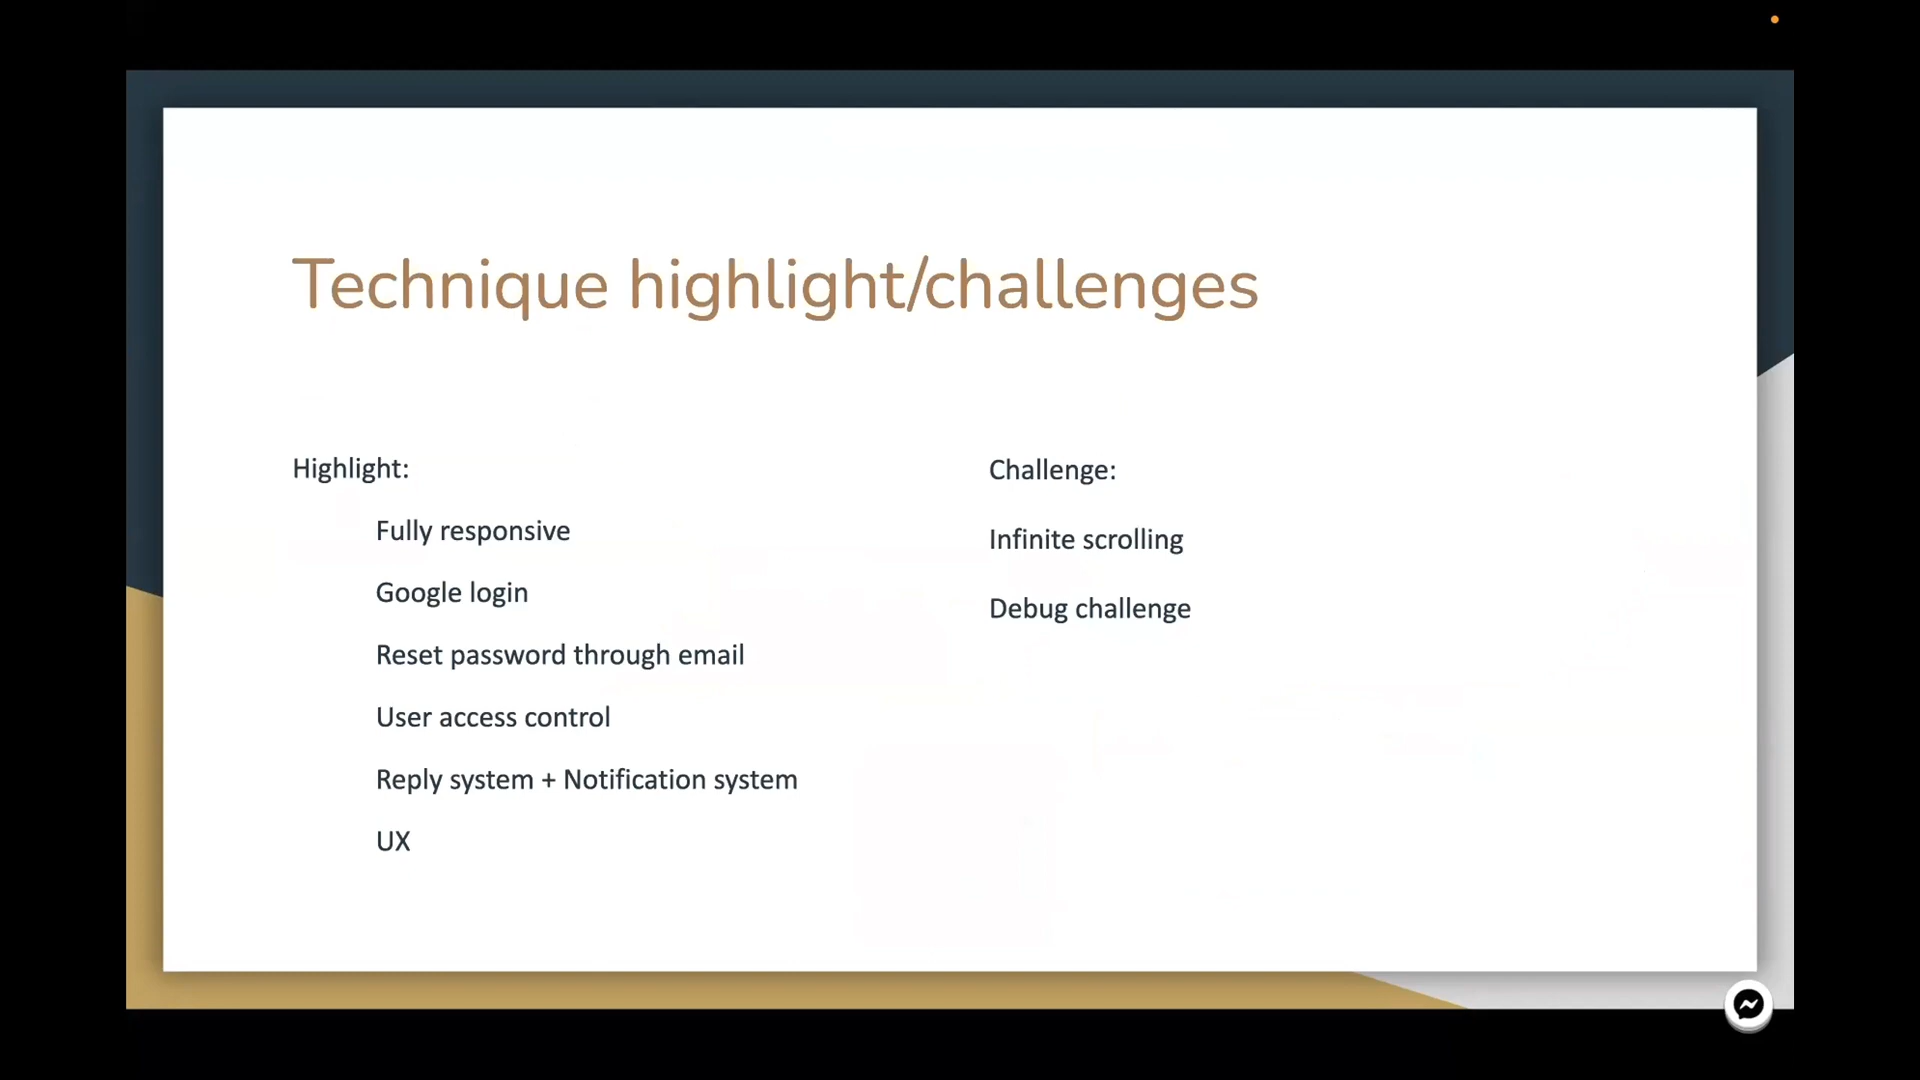 Technique highlight/challenges
Highlight:
Fully responsive
Google login
Reset password through email
User access control
Reply system + Notification system
UX
Challenge:
Infinite scrolling
Debug challenge